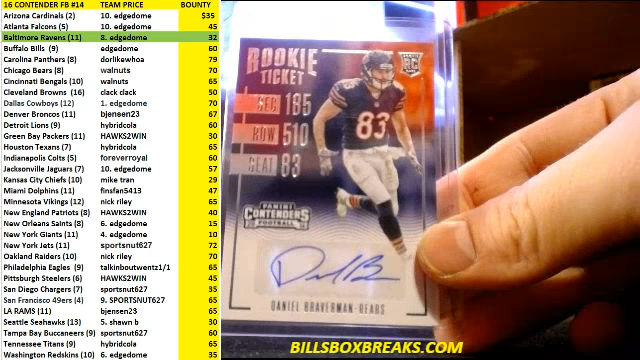 16 CONTENDER FB #14 TEAM PRICE BOUNTY
Arizona Cardinals (2) 10. edgedome $35
Atlanta Falcons (5) 10. edgedome 45
Baltimore Ravens (11) 8. edgedome 32
Buffalo Bills (9) edgedome 60
Carolina Panthers (8) dorlikewhoa 79
Chicago Bears (8) walnuts 70
Cincinnati Bengals (10) walnuts 65
Cleveland Browns (16) clack clack 50
Dallas Cowboys (12) 1. edgedome 70
Denver Broncos (11) bjensen23 67
Detroit Lions (9) hybridcola 60
Green Bay Packers (11) HAWKS2WIN 30
Houston Texas (7) hybridcola 65
Indianapolis Colts (5) foreverroyal 60
Jacksonville Jaguars (7) 10. edgedome 57
Kansas City Chiefs (10) mike tran 29
Miami Dolphins (11) finsfan5413 47
Minnesota Vikings (12) nick riley 65
New England Patriots (8) HAWKS2WIN 40
New Orleans Saints (8) 6. edgedome 15
New York Giants (11) 4. edgedome 10
New York Jets (11) sportsnut627 72
Oakland Raiders (10) nick riley 70
Philadelphia Eagles (9) talkinboutwentz1/1 65
Pittsburgh Steelers (6) HAWKS2WIN 45
San Diego Chargers (7) sportsnut627 35
San Francisco 49ers (4) 9. SPORTSNUT627 65
LA RAMS (11) bjensen23 65
Seattle Seahawks (13) 5. shawn b 30
Tampa Bay Buccaneers (9) sportsnut627 60
Tennessee Titans (9) hybridcola 65
Washington Redskins (10) 6. edgedome 35
ROOKIE
TICKET
RC
SEC 195
ROW 510
SEAT 83
83
PANINI
CONTENDERS
FOOTBALL
DANIEL BRAVERMAN-BEARS
BILLSBOXBREAKS.COM